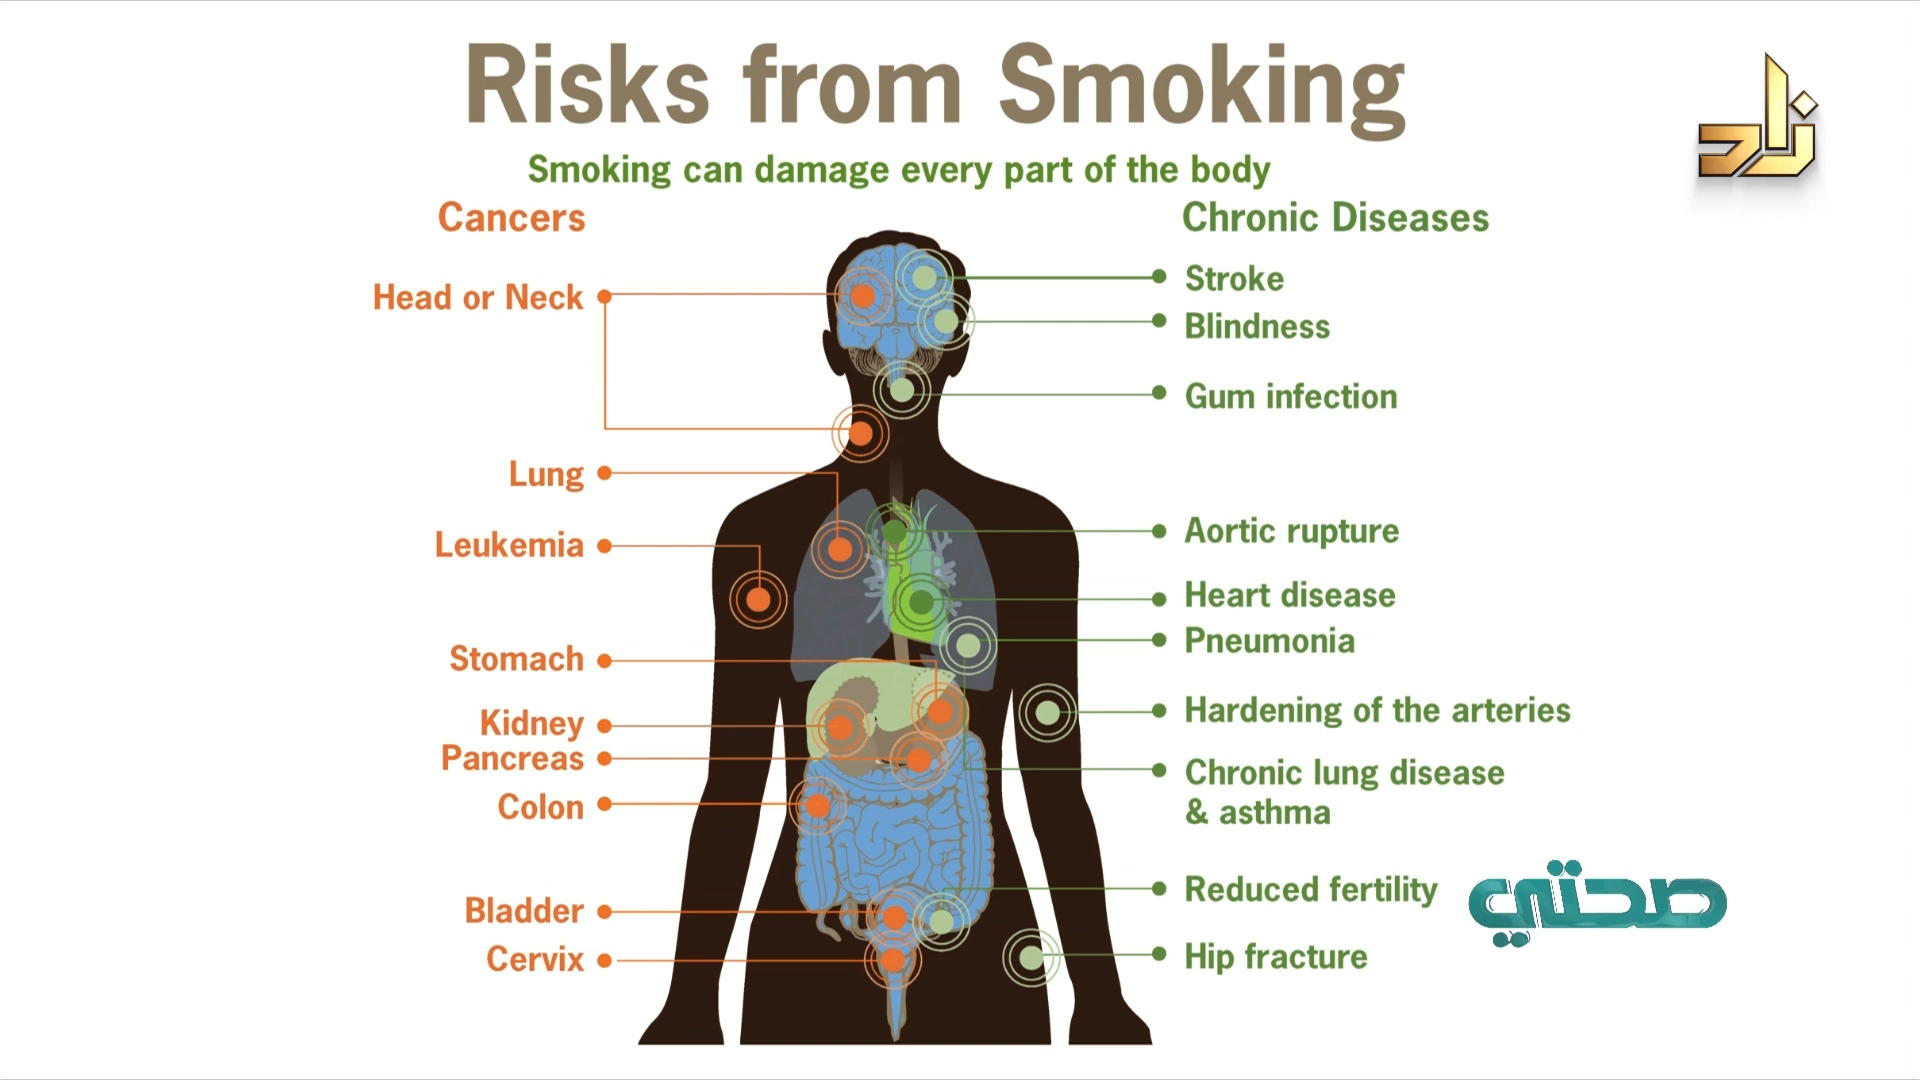 Risks from Smoking
Smoking can damage every part of the body
Cancers
Head or Neck
Lung
Leukemia
Stomach
Kidney
Pancreas
Colon
Bladder
Cervix
Chronic Diseases
Stroke
Blindness
Gum infection
Aortic rupture
Heart disease
Pneumonia
Hardening of the arteries
Chronic lung disease
& asthma
Reduced fertility
Hip fracture
زاد
صحتي